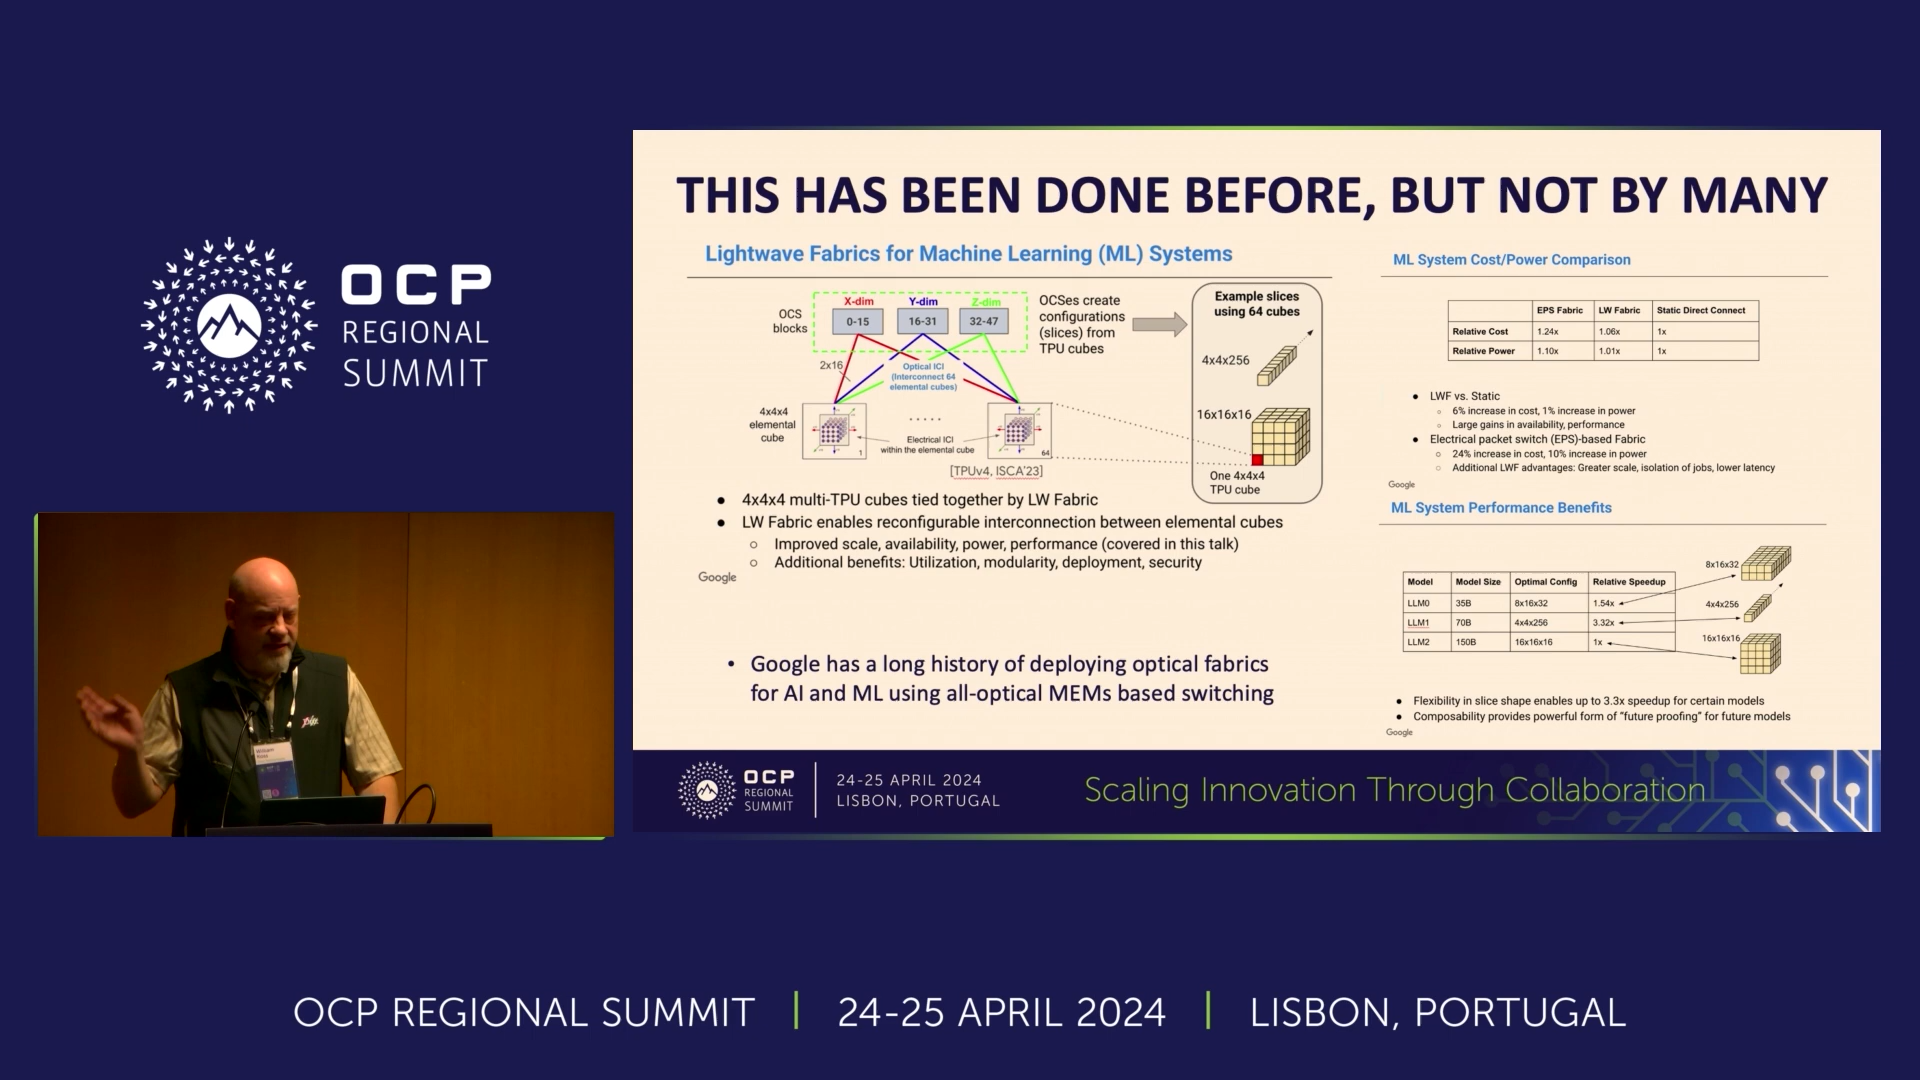 OCP
REGIONAL
SUMMIT
THIS HAS BEEN DONE BEFORE, BUT NOT BY MANY
Lightwave Fabrics for Machine Learning (ML) Systems
OCS
blocks
X-dim
Y-dim
Z-dim
0-15
16-31
32-47
OCSes create
configurations
(slices) from
TPU cubes
2x16
Optical ICI
(Interconnect 64
elemental cubes)
4x4x4
elemental
cube
.....
Electrical ICI
within the elemental cube
1
64
[TPUv4, ISCA'23]
Example slices
using 64 cubes
4x4x256
16x16x16
One 4x4x4
TPU cube
● 4x4x4 multi-TPU cubes tied together by LW Fabric
● LW Fabric enables reconfigurable interconnection between elemental cubes
○ Improved scale, availability, power, performance (covered in this talk)
○ Additional benefits: Utilization, modularity, deployment, security
Google
• Google has a long history of deploying optical fabrics
for AI and ML using all-optical MEMs based switching
ML System Cost/Power Comparison
EPS Fabric LW Fabric Static Direct Connect
Relative Cost 1.24x 1.06x 1x
Relative Power 1.10x 1.01x 1x
● LWF vs. Static
○ 6% increase in cost, 1% increase in power
○ Large gains in availability, performance
● Electrical packet switch (EPS)-based Fabric
○ 24% increase in cost, 10% increase in power
○ Additional LWF advantages: Greater scale, isolation of jobs, lower latency
Google
ML System Performance Benefits
Model Model Size Optimal Config Relative Speedup
LLM0 35B 8x16x32 1.54x
LLM1 70B 4x4x256 3.32x
LLM2 150B 16x16x16 1x
8x16x32
4x4x256
16x16x16
● Flexibility in slice shape enables up to 3.3x speedup for certain models
● Composability provides powerful form of "future proofing" for future models
Google
OCP
REGIONAL
SUMMIT
24-25 APRIL 2024
LISBON, PORTUGAL
Scaling Innovation Through Collaboration
William
OCP REGIONAL SUMMIT | 24-25 APRIL 2024 | LISBON, PORTUGAL